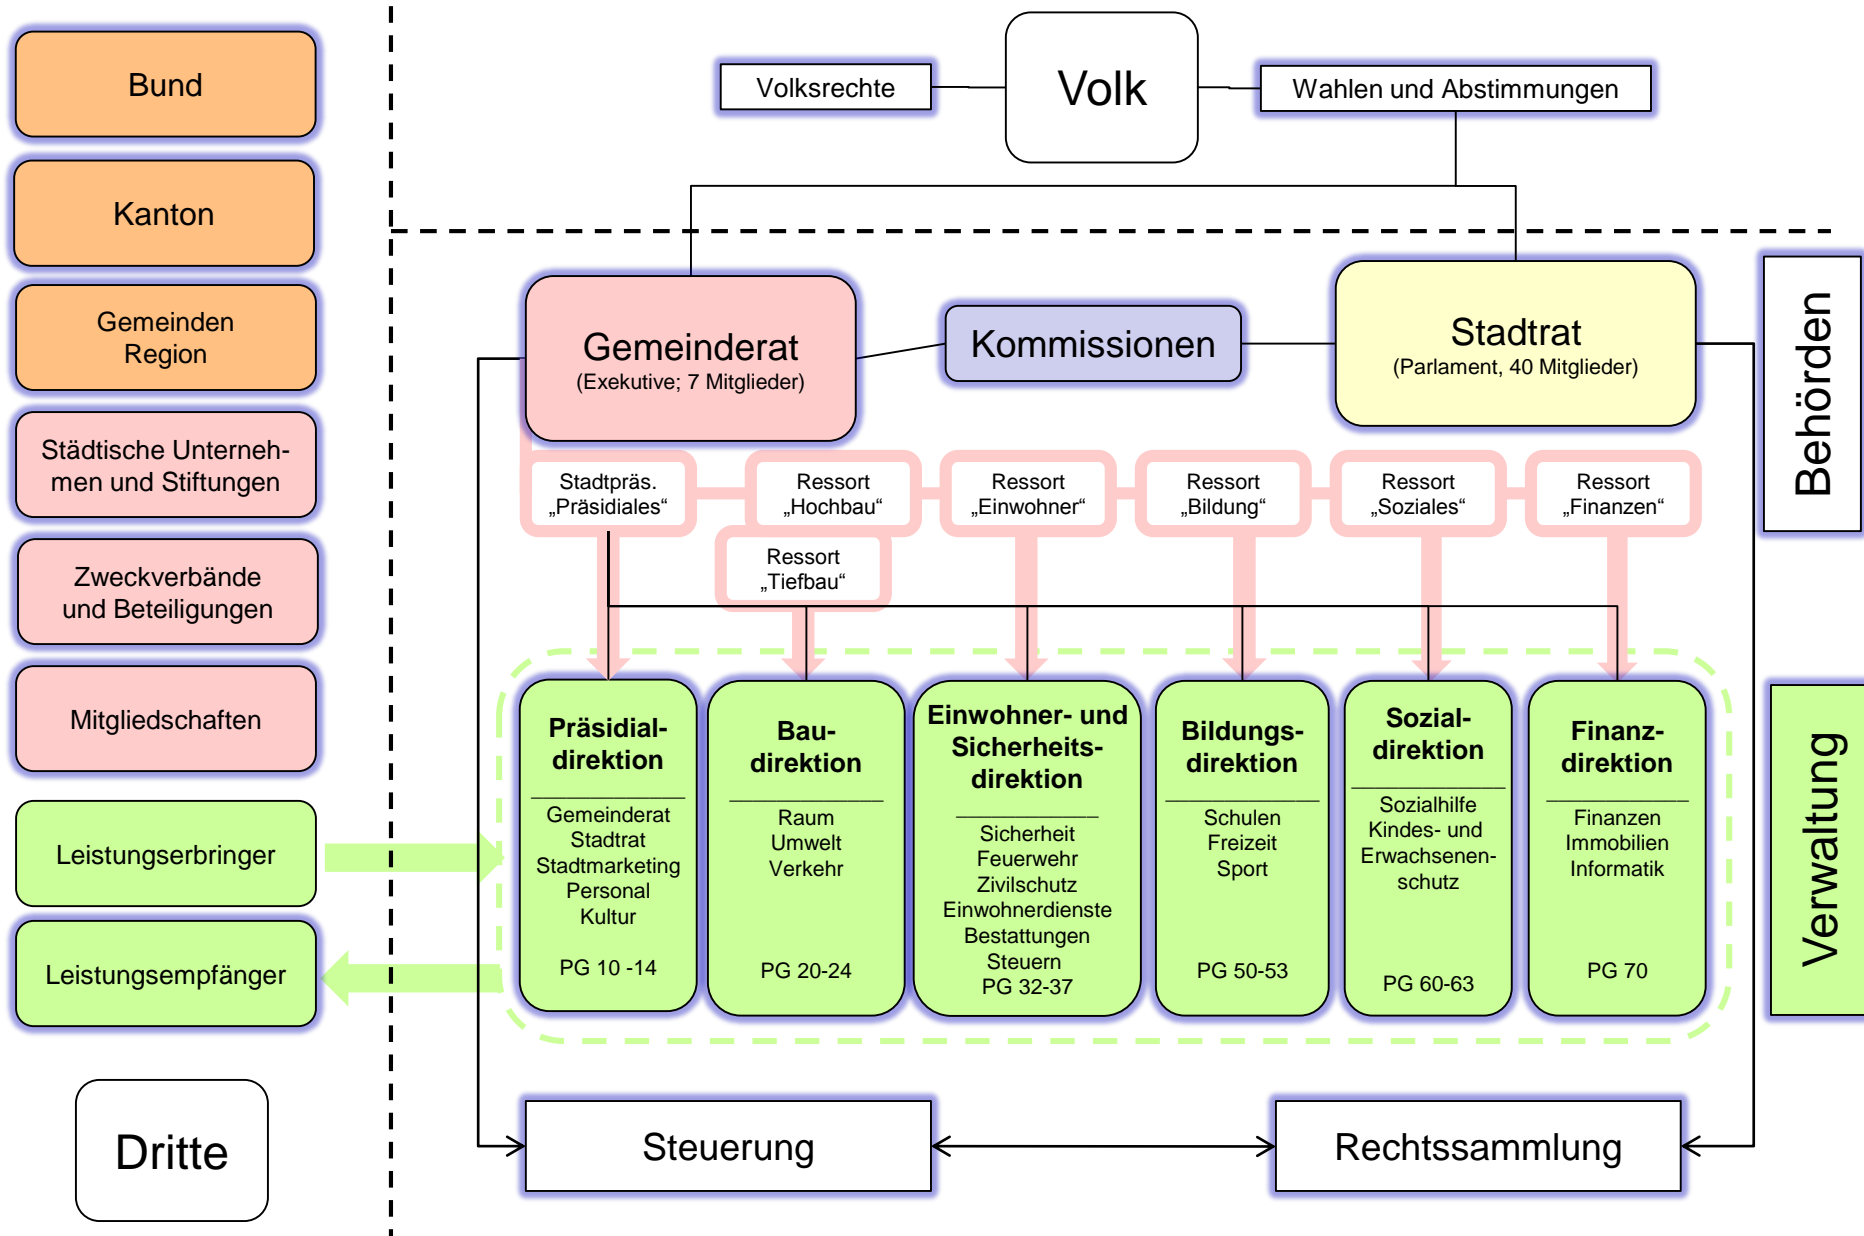 Bund
Kanton
Gemeinden
Region
Städtische Unterneh-
men und Stiftungen
Zweckverbände
und Beteiligungen
Mitgliedschaften
Leistungserbringer
Leistungsempfänger
Dritte
Volksrechte
Volk
Wahlen und Abstimmungen
Gemeinderat
(Exekutive; 7 Mitglieder)
Kommissionen
Stadtrat
(Parlament, 40 Mitglieder)
Behörden
Stadtpräs.
„Präsidiales“
Ressort
„Hochbau“
Ressort
„Tiefbau“
Ressort
„Einwohner“
Ressort
„Bildung“
Ressort
„Soziales“
Ressort
„Finanzen“
Präsidial-
direktion
Gemeinderat
Stadtrat
Stadtmarketing
Personal
Kultur
PG 10 -14
Bau-
direktion
Raum
Umwelt
Verkehr
PG 20-24
Einwohner- und
Sicherheits-
direktion
Sicherheit
Feuerwehr
Zivilschutz
Einwohnerdienste
Bestattungen
Steuern
PG 32-37
Bildungs-
direktion
Schulen
Freizeit
Sport
PG 50-53
Sozial-
direktion
Sozialhilfe
Kindes- und
Erwachsenen-
schutz
PG 60-63
Finanz-
direktion
Finanzen
Immobilien
Informatik
PG 70
Verwaltung
Steuerung
Rechtssammlung